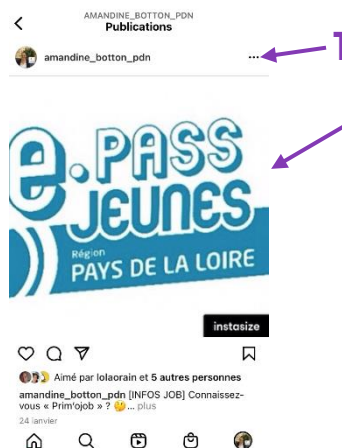 AMANDINE_BOTTON_PDN
Publications
amandine_botton_pdn
e.PASS
JEUNES
Région
PAYS DE LA LOIRE
instasize
Aimé par lolaorain et 5 autres personnes
amandine_botton_pdn [INFOS JOB] Connaissez-
vous « Prim'ojob » ? 🤔... plus
24 janvier